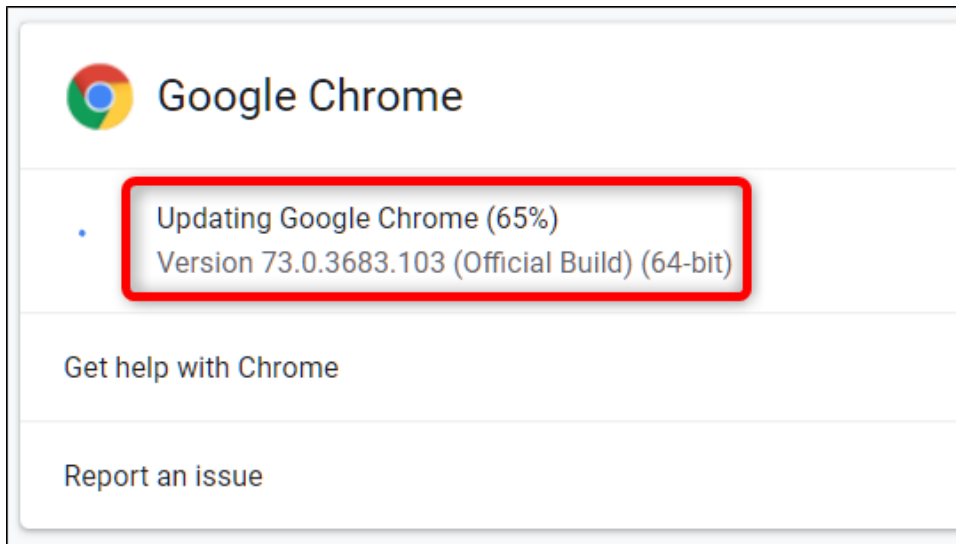 Google Chrome
Updating Google Chrome (65%)
Version 73.0.3683.103 (Official Build) (64-bit)
Get help with Chrome
Report an issue